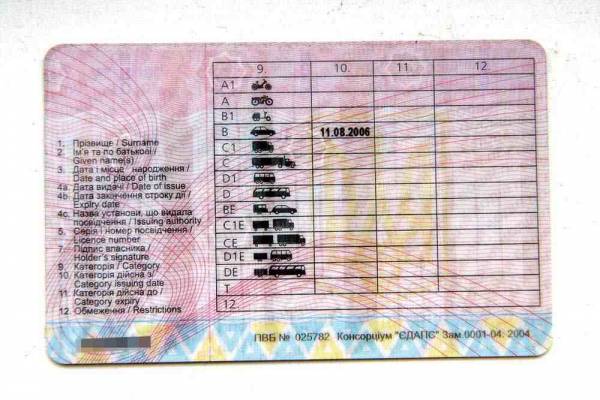 9. 10. 11. 12
A1
A
B1
B 11.08.2006
C1
C
D1
D
BE
C1E
CE
D1E
DE
T
12.
1. Прізвище / Surname
2. Ім'я та по батькові /
Given name(s)
3. Дата і місце народження /
Date and place of birth
4a. Дата видачі / Date of issue
4b. Дата закінчення строку дії /
Expiry date
4c. Назва установи, що видала
посвідчення / Issuing authority
5. Серія і номер посвідчення /
Licence number
7. Підпис власника /
Holder's signature
9. Категорія / Category
10. Категорія дійсна з/
Category issuing date
11. Категорія дійсна до /
Category expiry
12. Обмеження / Restrictions
ПВБ № 025782 Консорціум "ЄДАПС" Зам.0001-04. 2004